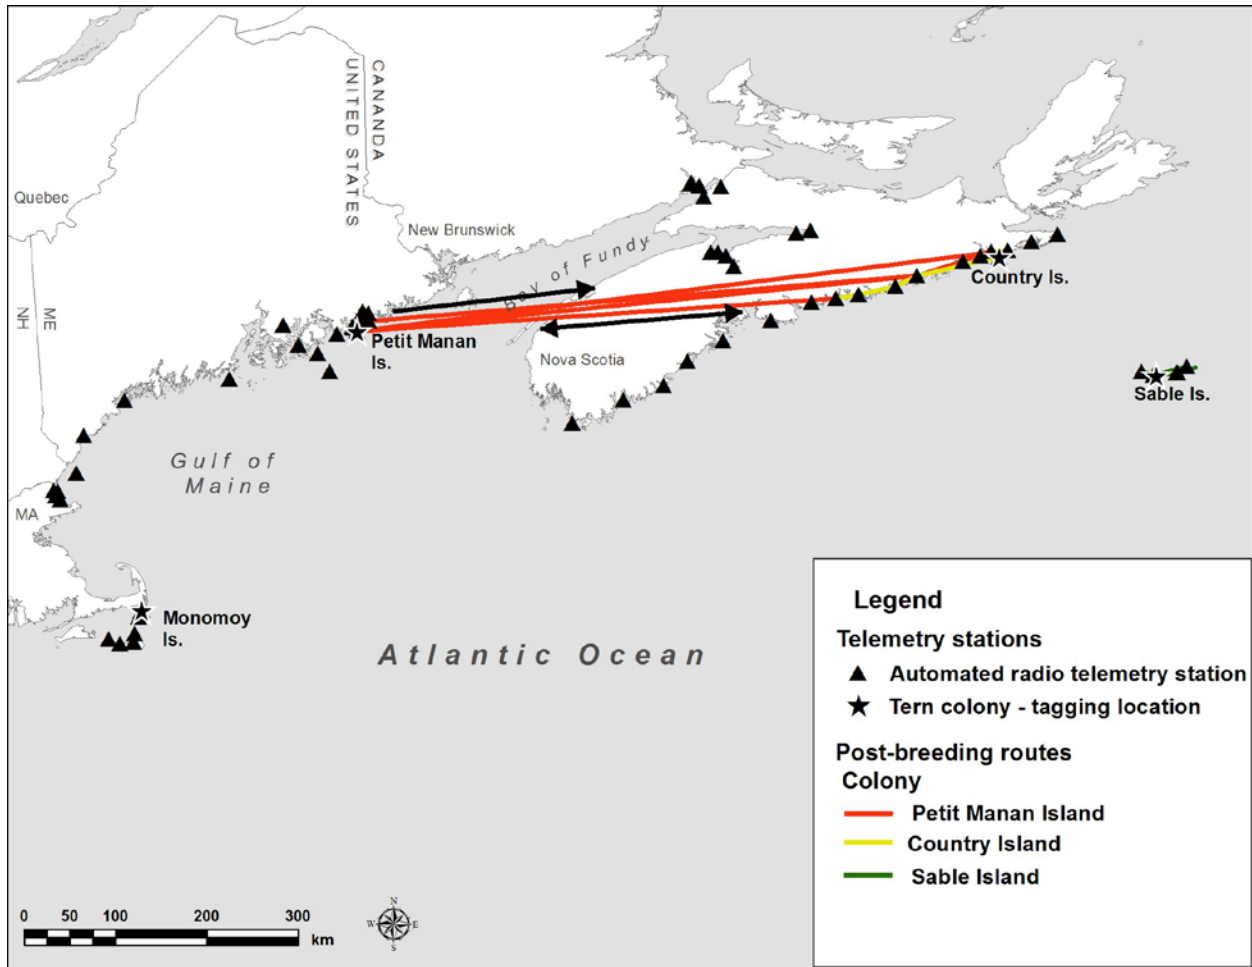 CANANDA
UNITED STATES
Quebec
New Brunswick
Bay of Fundy
ME
NH
Country Is.
Petit Manan
Is.
Nova Scotia
Sable Is.
Gulf of
Maine
MA
Monomoy
Is.
Atlantic Ocean
Legend
Telemetry stations
Automated radio telemetry station
Tern colony - tagging location
Post-breeding routes
Colony
Petit Manan Island
Country Island
Sable Island
0 50 100 200 300
km
N
W E
S